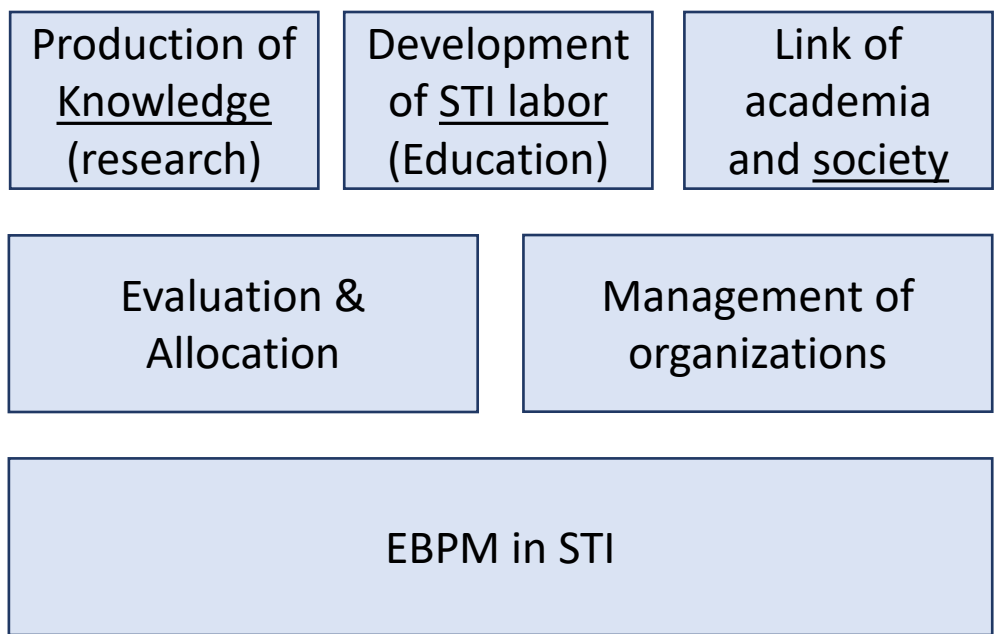 Production of
Knowledge
(research)
Development
of STI labor
(Education)
Link of
academia
and society
Evaluation &
Allocation
Management of
organizations
EBPM in STI